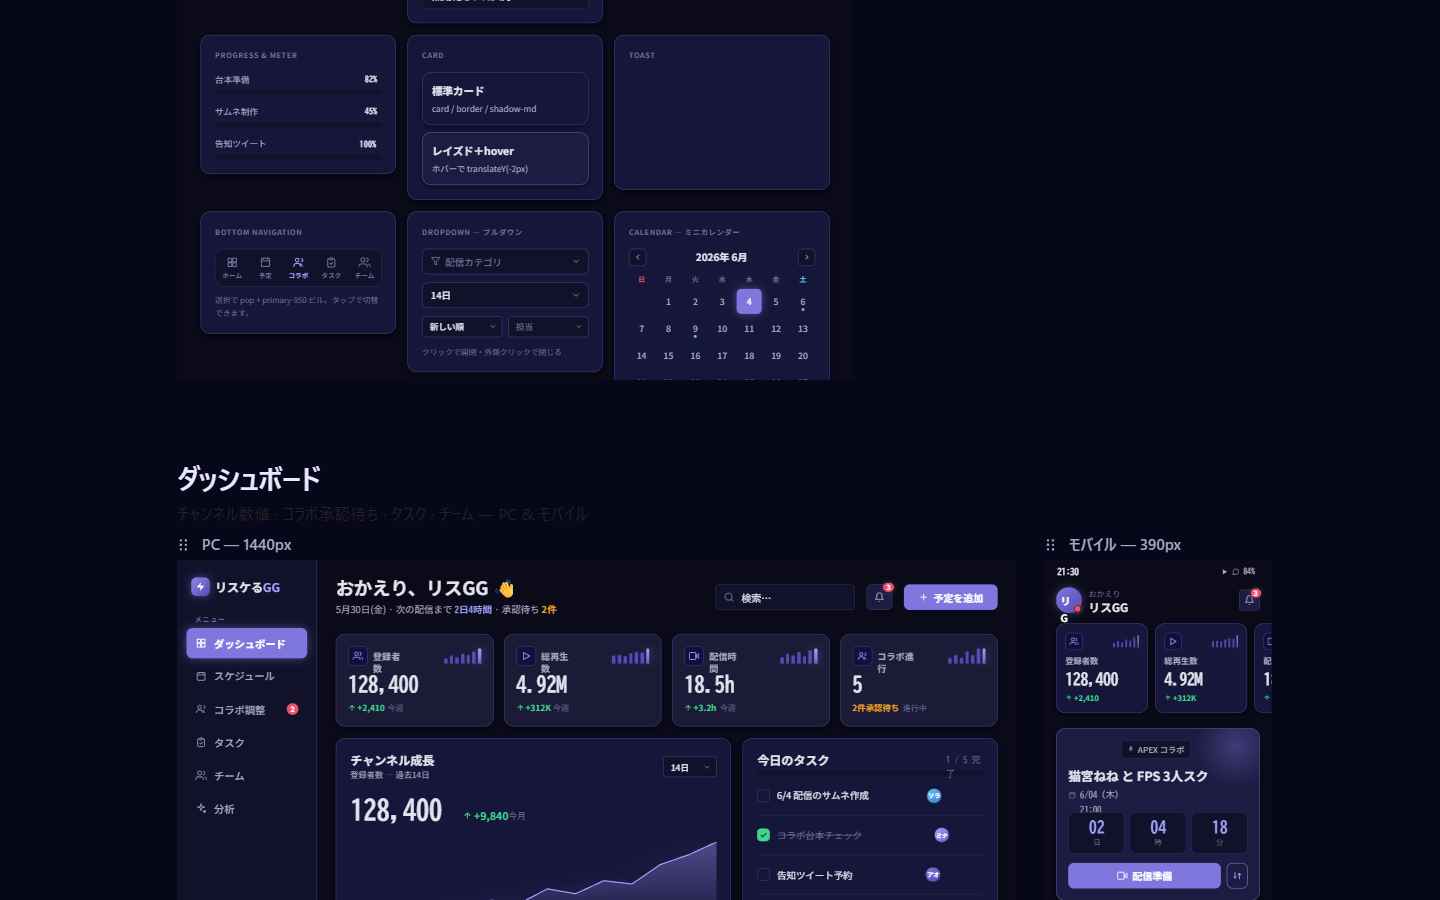 PROGRESS & METER
台本準備 82%
サムネ制作 45%
告知ツイート 100%
CARD
標準カード
card / border / shadow-md
レイズド+hover
ホバーで translateY(-2px)
TOAST
BOTTOM NAVIGATION
ホーム 予定 コラボ タスク チーム
選択で pop + primary-950 ピル。タップで切替
できます。
DROPDOWN — プルダウン
配信カテゴリ
14日
新しい順 担当
クリックで開閉・外側クリックで閉じる
CALENDAR — ミニカレンダー
2026年 6月
日 月 火 水 木 金 土
1 2 3 4 5 6
7 8 9 10 11 12 13
14 15 16 17 18 19 20
ダッシュボード
チャンネル数値・コラボ承認待ち・タスク・チーム — PC & モバイル
PC — 1440px
リスケるGG
メニュー
ダッシュボード
スケジュール
コラボ調整 2
タスク
チーム
分析
おかえり、リスGG 👋
5月30日(金)・次の配信まで 2日4時間・承認待ち 2件
検索…
3
+ 予定を追加
登録者
数
128,400
↑ +2,410 今週
総再生
数
4.92M
↑ +312K 今週
配信時
間
18.5h
↑ +3.2h 今週
コラボ進
行
5
2件承認待ち 進行中
チャンネル成長
登録者数 — 過去14日
14日
128,400 ↑ +9,840 今月
今日のタスク
1 / 5 完
了
6/4 配信のサムネ作成 ソラ
コラボ台本チェック
告知ツイート予約 アオ
モバイル — 390px
21:30 84%
リ
G
おかえり
リスGG
3
登録者数
128,400
↑ +2,410
総再生数
4.92M
↑ +312K
APEX コラボ
猫宮ねね と FPS 3人スク
6/04 (木)
21:00
02 04 18
日 時 分
配信準備